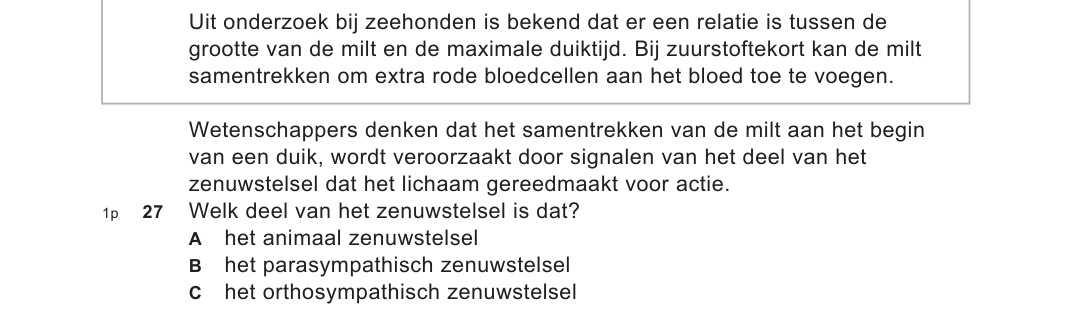 Uit onderzoek bij zeehonden is bekend dat er een relatie is tussen de
grootte van de milt en de maximale duiktijd. Bij zuurstoftekort kan de milt
samentrekken om extra rode bloedcellen aan het bloed toe te voegen.
Wetenschappers denken dat het samentrekken van de milt aan het begin
van een duik, wordt veroorzaakt door signalen van het deel van het
zenuwstelsel dat het lichaam gereedmaakt voor actie.
1p 27 Welk deel van het zenuwstelsel is dat?
A het animaal zenuwstelsel
B het parasympathisch zenuwstelsel
C het orthosympathisch zenuwstelsel